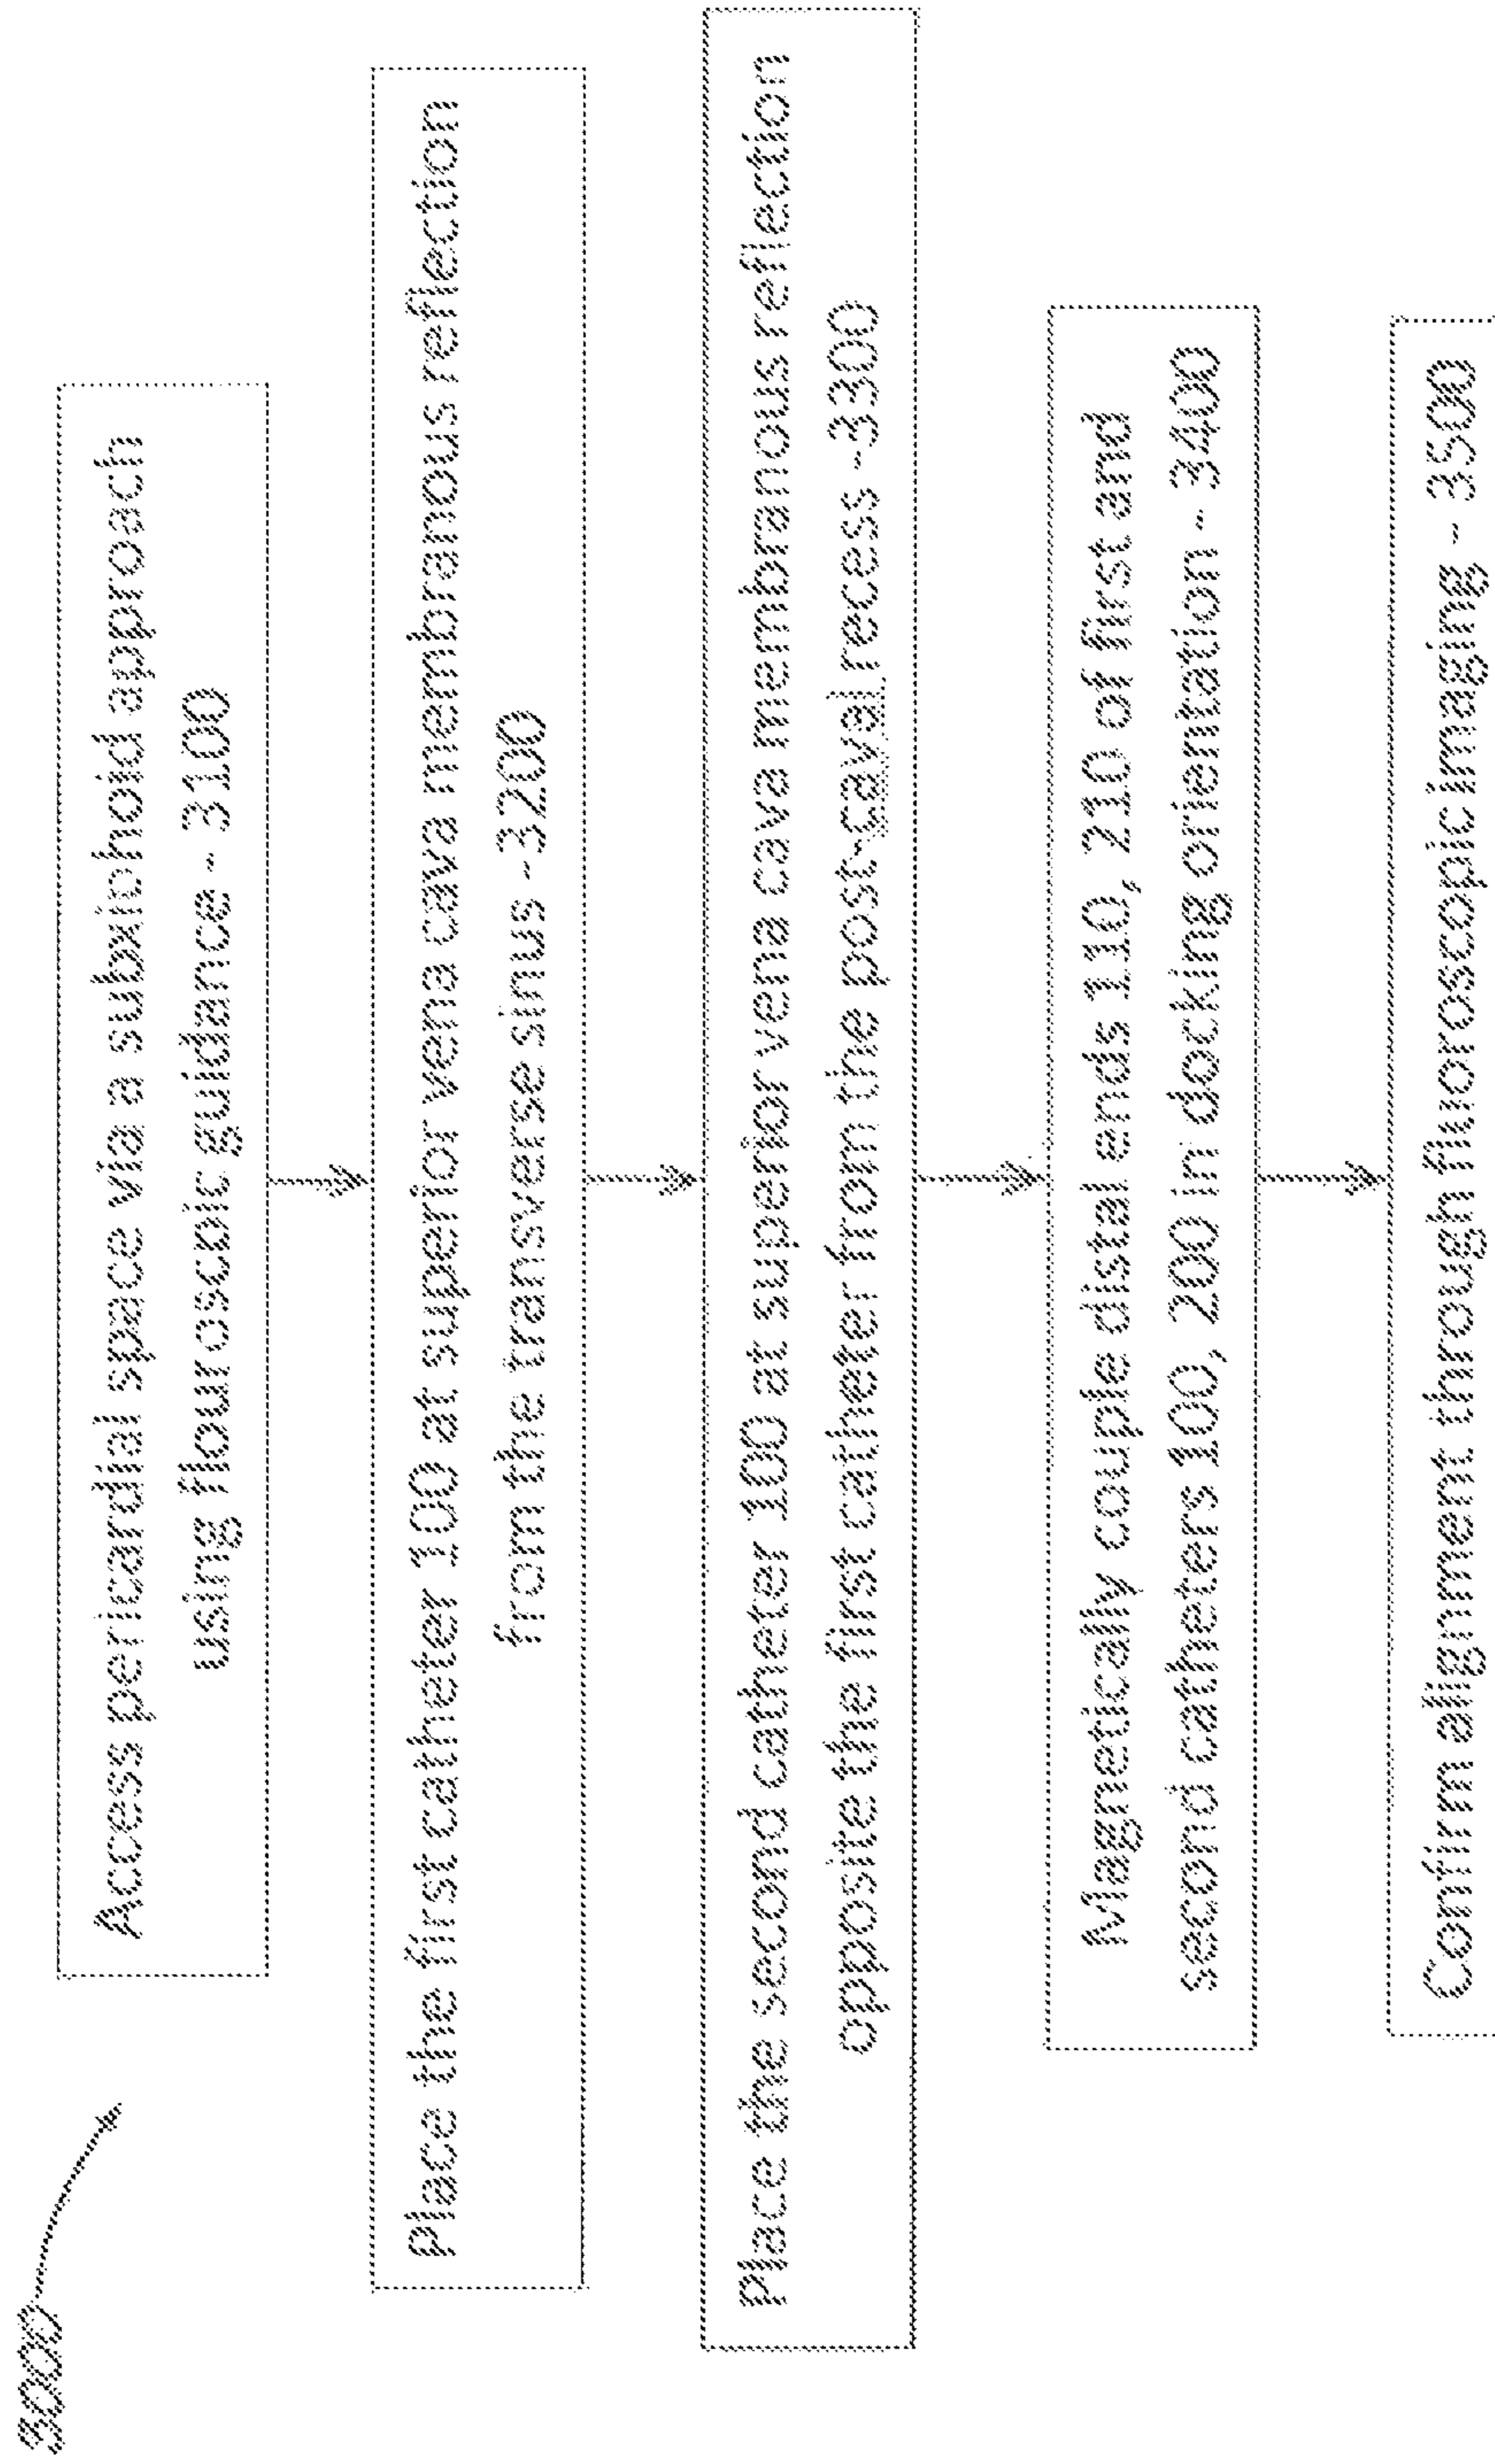 3000
Access pericardial space via a subxiphoid approach
using flouroscopic guidance - 3100
Place the first catheter 100 at superior vena cava membranous reflection
from the transverse sinus -3200
Place the second catheter 100 at superior vena cava membranous reflection
opposite the first catheter from the post-caval recess -3300
Magnetically couple distal ends 110, 210 of first and
second catheters 100, 200 in docking orientation - 3400
Confirm alignment through fluoroscopic imaging - 3500